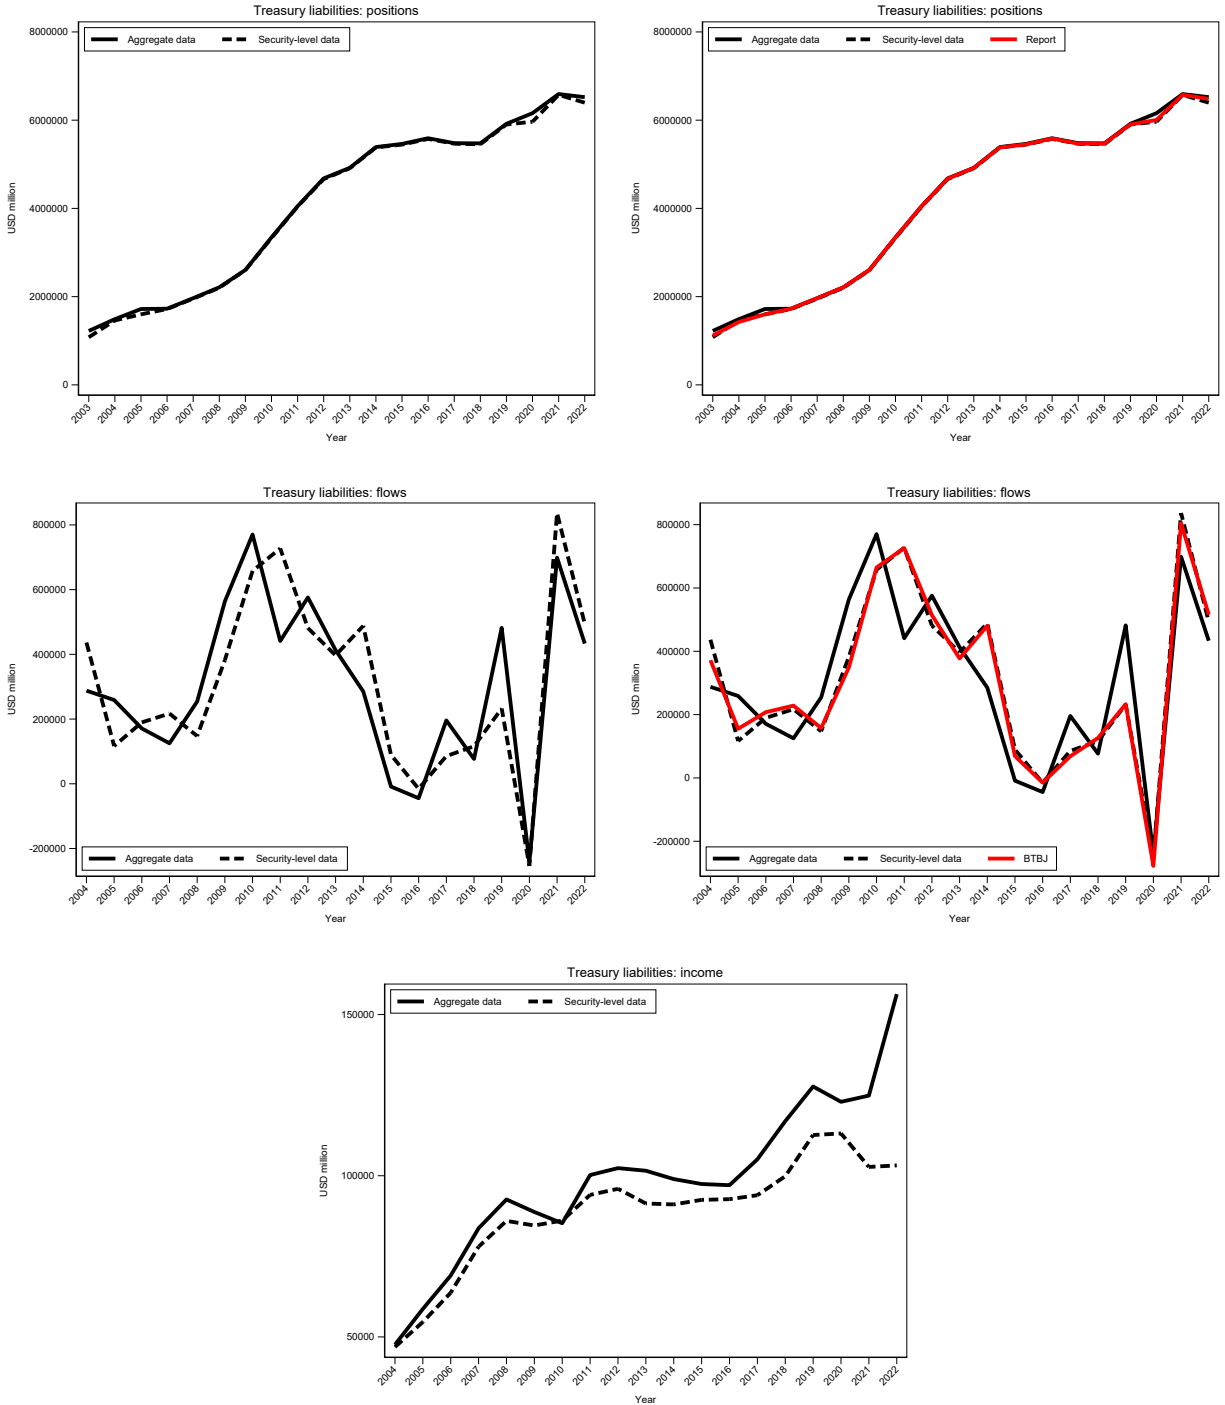 Treasury liabilities: positions
Aggregate data Security-level data
USD million
8000000
6000000
4000000
2000000
0
2003 2004 2005 2006 2007 2008 2009 2010 2011 2012 2013 2014 2015 2016 2017 2018 2019 2020 2021 2022
Year
Treasury liabilities: positions
Aggregate data Security-level data Report
USD million
8000000
6000000
4000000
2000000
0
2003 2004 2005 2006 2007 2008 2009 2010 2011 2012 2013 2014 2015 2016 2017 2018 2019 2020 2021 2022
Year
Treasury liabilities: flows
USD million
800000
600000
400000
200000
0
-200000
Aggregate data Security-level data
2004 2005 2006 2007 2008 2009 2010 2011 2012 2013 2014 2015 2016 2017 2018 2019 2020 2021 2022
Year
Treasury liabilities: flows
USD million
800000
600000
400000
200000
0
-200000
Aggregate data Security-level data BTBJ
2004 2005 2006 2007 2008 2009 2010 2011 2012 2013 2014 2015 2016 2017 2018 2019 2020 2021 2022
Year
Treasury liabilities: income
Aggregate data Security-level data
USD million
150000
100000
50000
2004 2005 2006 2007 2008 2009 2010 2011 2012 2013 2014 2015 2016 2017 2018 2019 2020 2021 2022
Year